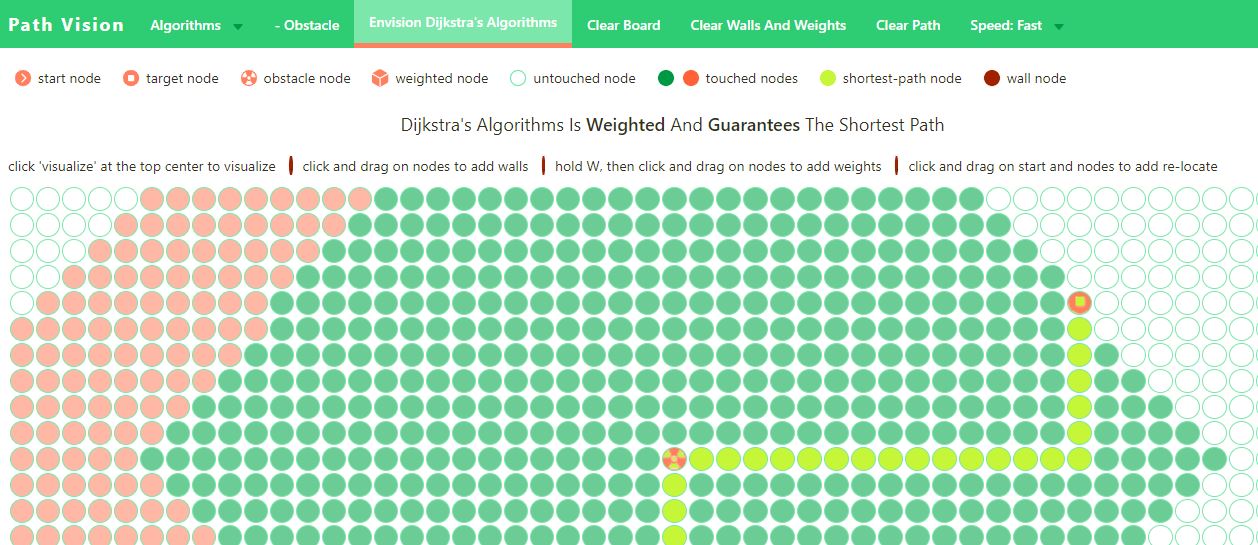 Path Vision Algorithms - Obstacle Envision Dijkstra's Algorithms Clear Board Clear Walls And Weights Clear Path Speed: Fast
start node target node obstacle node weighted node untouched node touched nodes shortest-path node wall node
Dijkstra's Algorithms Is Weighted And Guarantees The Shortest Path
click 'visualize' at the top center to visualize click and drag on nodes to add walls hold W, then click and drag on nodes to add weights click and drag on start and nodes to add re-locate